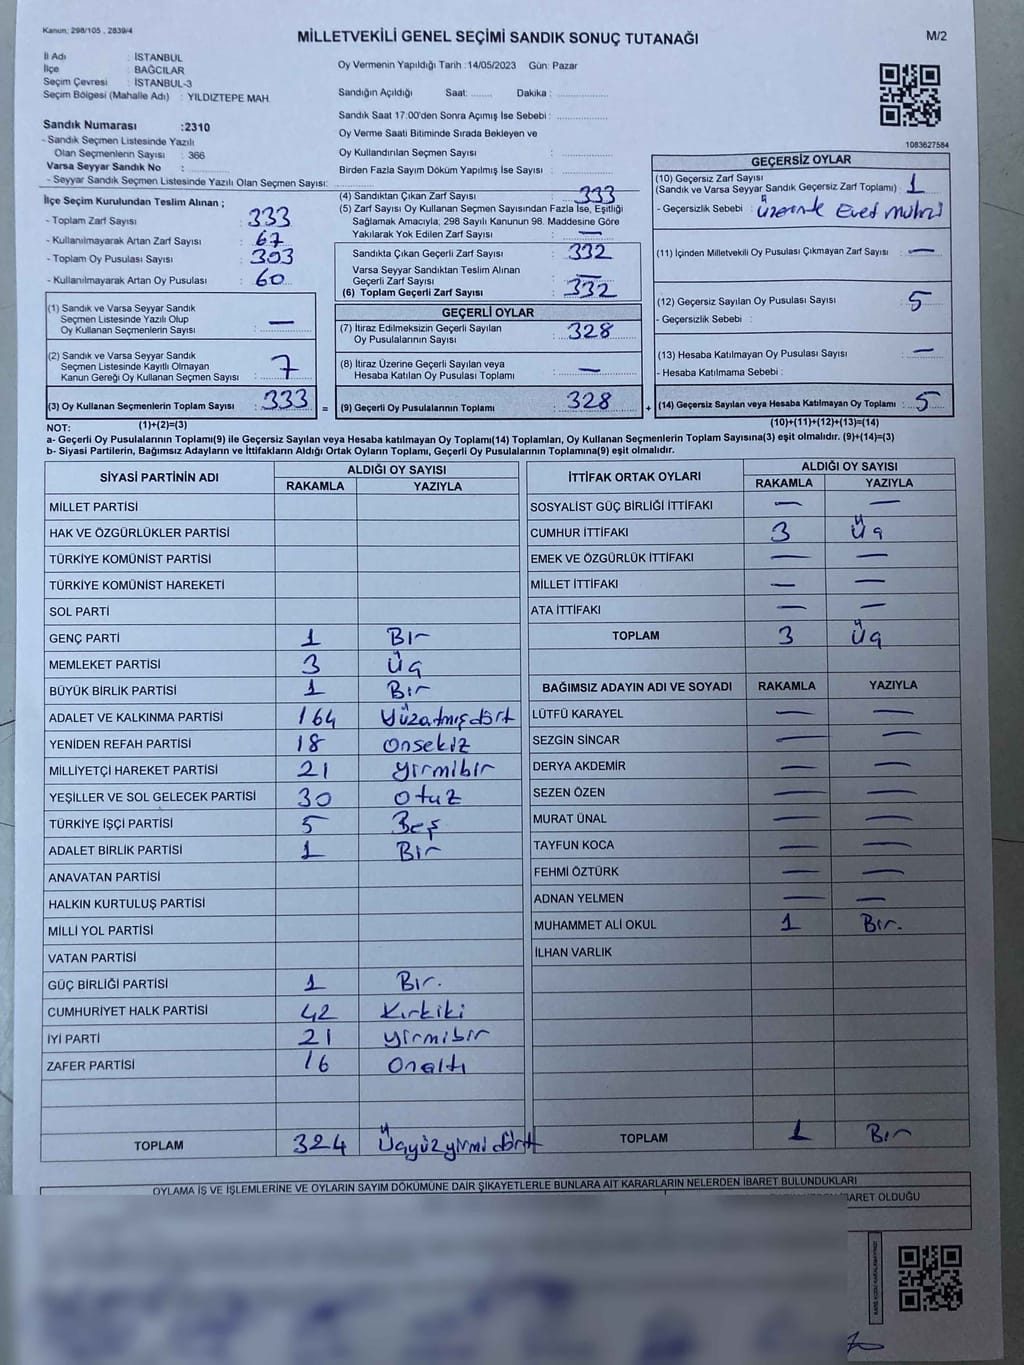 Kanun: 298/105 , 2839/4
MİLLETVEKİLİ GENEL SEÇİMİ SANDIK SONUÇ TUTANAĞI
M/2
İl Adı : İSTANBUL
İlçe : BAĞCILAR
Seçim Çevresi : İSTANBUL-3
Seçim Bölgesi (Mahalle Adı) : YILDIZTEPE MAH.
Oy Vermenin Yapıldığı Tarih :14/05/2023 Gün: Pazar
Sandığın Açıldığı Saat: ........ Dakika : ................
Sandık Saat 17:00'den Sonra Açımış İse Sebebi : ................
Oy Verme Saati Bitiminde Sırada Bekleyen ve
Oy Kullandırılan Seçmen Sayısı : ................
Birden Fazla Sayım Döküm Yapılmış İse Sayısı : ................
1083627584
Sandık Numarası :2310
- Sandık Seçmen Listesinde Yazılı
Olan Seçmenlerin Sayısı : 366
Varsa Seyyar Sandık No : ................
- Seyyar Sandık Seçmen Listesinde Yazılı Olan Seçmen Sayısı: ................
İlçe Seçim Kurulundan Teslim Alınan ;
- Toplam Zarf Sayısı : 333
- Kullanılmayarak Artan Zarf Sayısı : 67
- Toplam Oy Pusulası Sayısı : 393
- Kullanılmayarak Artan Oy Pusulası : 60
(1) Sandık ve Varsa Seyyar Sandık
Seçmen Listesinde Yazılı Olup
Oy Kullanan Seçmenlerin Sayısı : —
(2) Sandık ve Varsa Seyyar Sandık
Seçmen Listesinde Kayıtlı Olmayan
Kanun Gereği Oy Kullanan Seçmen Sayısı : 7
(3) Oy Kullanan Seçmenlerin Toplam Sayısı : 333 =
(4) Sandıktan Çıkan Zarf Sayısı : 333
(5) Zarf Sayısı Oy Kullanan Seçmen Sayısından Fazla İse, Eşitliği
Sağlamak Amacıyla, 298 Sayılı Kanunun 98. Maddesine Göre
Yakılarak Yok Edilen Zarf Sayısı : —
Sandıkta Çıkan Geçerli Zarf Sayısı : 332
Varsa Seyyar Sandıktan Teslim Alınan
Geçerli Zarf Sayısı : —
(6) Toplam Geçerli Zarf Sayısı : 332
GEÇERLİ OYLAR
(7) İtiraz Edilmeksizin Geçerli Sayılan
Oy Pusulalarının Sayısı : 328
(8) İtiraz Üzerine Geçerli Sayılan veya
Hesaba Katılan Oy Pusulası Toplamı : —
(9) Geçerli Oy Pusulalarının Toplamı : 328 +
GEÇERSİZ OYLAR
(10) Geçersiz Zarf Sayısı
(Sandık ve Varsa Seyyar Sandık Geçersiz Zarf Toplamı) : 1
- Geçersizlik Sebebi : üzerinde Evet mührü
(11) İçinden Milletvekili Oy Pusulası Çıkmayan Zarf Sayısı : —
(12) Geçersiz Sayılan Oy Pusulası Sayısı : 5
- Geçersizlik Sebebi :
(13) Hesaba Katılmayan Oy Pusulası Sayısı : —
- Hesaba Katılmama Sebebi :
(14) Geçersiz Sayılan veya Hesaba Katılmayan Oy Toplamı : 5
NOT: (1)+(2)=(3) (10)+(11)+(12)+(13)=(14)
a- Geçerli Oy Pusulalarının Toplamı(9) ile Geçersiz Sayılan veya Hesaba katılmayan Oy Toplamı(14) Toplamları, Oy Kullanan Seçmenlerin Toplam Sayısına(3) eşit olmalıdır. (9)+(14)=(3)
b- Siyasi Partilerin, Bağımsız Adayların ve İttifakların Aldığı Ortak Oyların Toplamı, Geçerli Oy Pusulalarının Toplamına(9) eşit olmalıdır.
SİYASİ PARTİNİN ADI ALDIĞI OY SAYISI
RAKAMLA YAZIYLA
MİLLET PARTİSİ
HAK VE ÖZGÜRLÜKLER PARTİSİ
TÜRKİYE KOMÜNİST PARTİSİ
TÜRKİYE KOMÜNİST HAREKETİ
SOL PARTİ
GENÇ PARTİ 1 Bir
MEMLEKET PARTİSİ 3 Üç
BÜYÜK BİRLİK PARTİSİ 1 Bir
ADALET VE KALKINMA PARTİSİ 164 Yüzatmışdört
YENİDEN REFAH PARTİSİ 18 Onsekiz
MİLLİYETÇİ HAREKET PARTİSİ 21 yirmibir
YEŞİLLER VE SOL GELECEK PARTİSİ 30 otuz
TÜRKİYE İŞÇİ PARTİSİ 5 Beş
ADALET BİRLİK PARTİSİ 1 Bir
ANAVATAN PARTİSİ
HALKIN KURTULUŞ PARTİSİ
MİLLİ YOL PARTİSİ
VATAN PARTİSİ
GÜÇ BİRLİĞİ PARTİSİ 1 Bir.
CUMHURİYET HALK PARTİSİ 42 Kırkiki
İYİ PARTİ 21 yirmibir
ZAFER PARTİSİ 16 Onaltı
TOPLAM 324 Üçyüzyirmidört
İTTİFAK ORTAK OYLARI ALDIĞI OY SAYISI
RAKAMLA YAZIYLA
SOSYALİST GÜÇ BİRLİĞİ İTTİFAKI — —
CUMHUR İTTİFAKI 3 Üç
EMEK VE ÖZGÜRLÜK İTTİFAKI — —
MİLLET İTTİFAKI — —
ATA İTTİFAKI — —
TOPLAM 3 Üç
BAĞIMSIZ ADAYIN ADI VE SOYADI RAKAMLA YAZIYLA
LÜTFÜ KARAYEL — —
SEZGİN SİNCAR — —
DERYA AKDEMİR — —
SEZEN ÖZEN — —
MURAT ÜNAL — —
TAYFUN KOCA — —
FEHMİ ÖZTÜRK — —
ADNAN YELMEN — —
MUHAMMET ALİ OKUL 1 Bir.
İLHAN VARLIK
TOPLAM 1 Bir
OYLAMA İŞ VE İŞLEMLERİNE VE OYLARIN SAYIM DÖKÜMÜNE DAİR ŞİKAYETLERLE BUNLARA AİT KARARLARIN NELERDEN İBARET BULUNDUKLARI
İBARET OLDUĞU